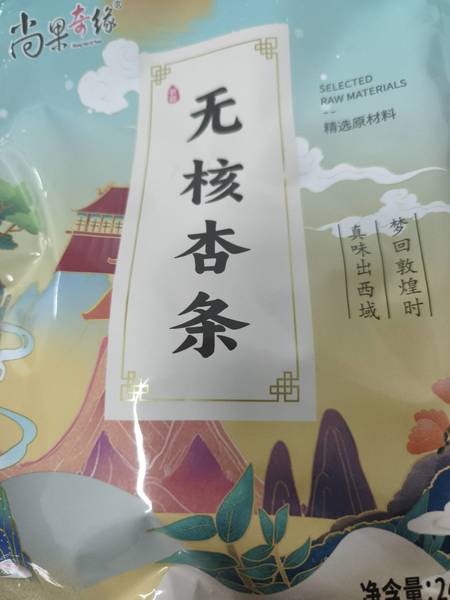 尚果奇缘
无核杏条
SELECTED
RAW MATERIALS
精选原材料
梦回敦煌时
真味出西域
净含量:2